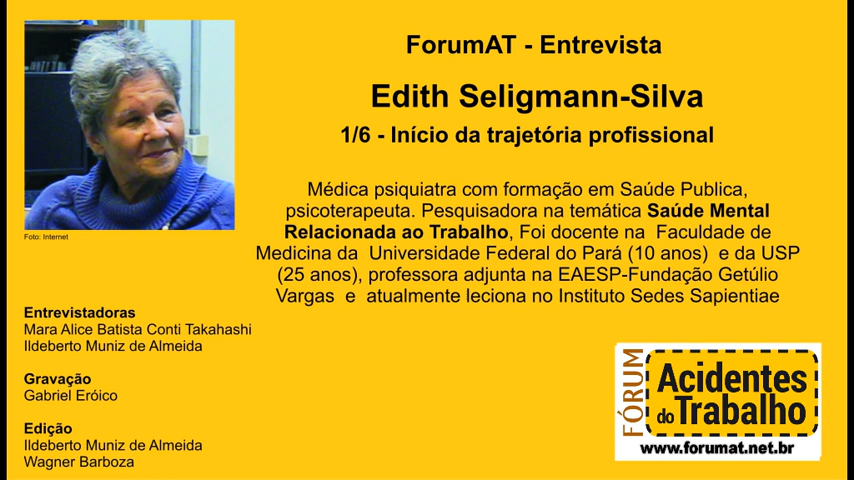 ForumAT - Entrevista
Edith Seligmann-Silva
1/6 - Início da trajetória profissional
Médica psiquiatra com formação em Saúde Publica,
psicoterapeuta. Pesquisadora na temática Saúde Mental
Relacionada ao Trabalho, Foi docente na Faculdade de
Medicina da Universidade Federal do Pará (10 anos) e da USP
(25 anos), professora adjunta na EAESP-Fundação Getúlio
Vargas e atualmente leciona no Instituto Sedes Sapientiae
Foto: Internet
Entrevistadoras
Mara Alice Batista Conti Takahashi
Ildeberto Muniz de Almeida
Gravação
Gabriel Eróico
Edição
Ildeberto Muniz de Almeida
Wagner Barboza
FÓRUM
Acidentes
do Trabalho
www.forumat.net.br